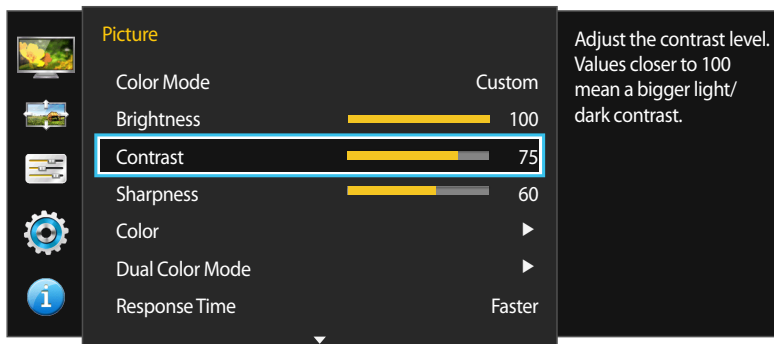 Picture
Color Mode Custom
Brightness 100
Contrast 75
Sharpness 60
Color
Dual Color Mode
Response Time Faster
Adjust the contrast level.
Values closer to 100
mean a bigger light/
dark contrast.
i